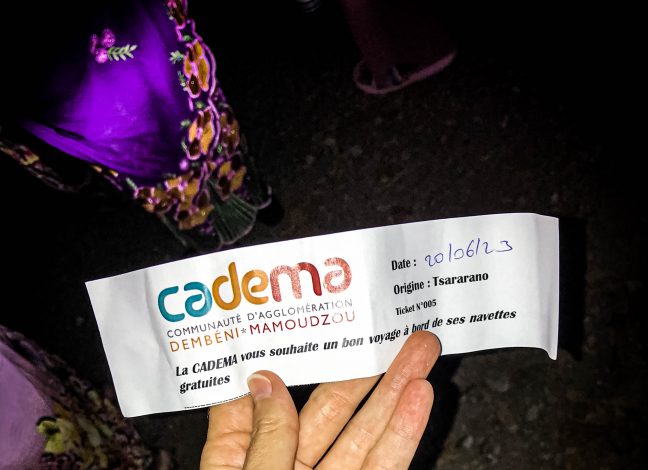 cadema
COMMUNAUTÉ D'AGGLOMÉRATION
DEMBÉNI*MAMOUDZOU
Date : 20/06/23
Origine : Tsararano
Ticket N°005
La CADEMA vous souhaite un bon voyage à bord de ses navettes
gratuites